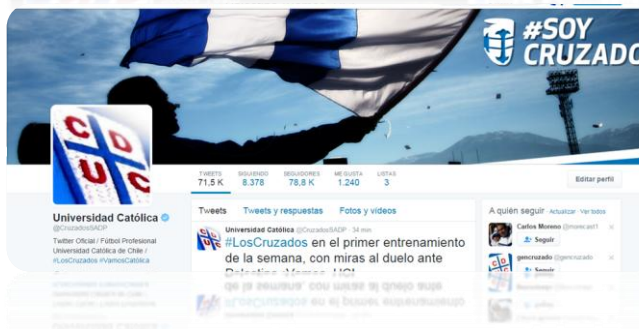 #SOY
CRUZADO
C D
U C
TWEETS SIGUIENDO SEGUIDORES ME GUSTA LISTAS
71,5 K 8.378 78,8 K 1.240 3
Editar perfil
Universidad Católica
@CruzadosSADP
Twitter Oficial / Fútbol Profesional
Universidad Católica de Chile /
#LosCruzados #VamosCatólica
Tweets Tweets y respuestas Fotos y vídeos
Universidad Católica @CruzadosSADP · 34 min
#LosCruzados en el primer entrenamiento
de la semana, con miras al duelo ante
A quién seguir · Actualizar · Ver todos
Carlos Moreno @morecast1 x
Seguir
gencruzado @gencruzado x
Seguir